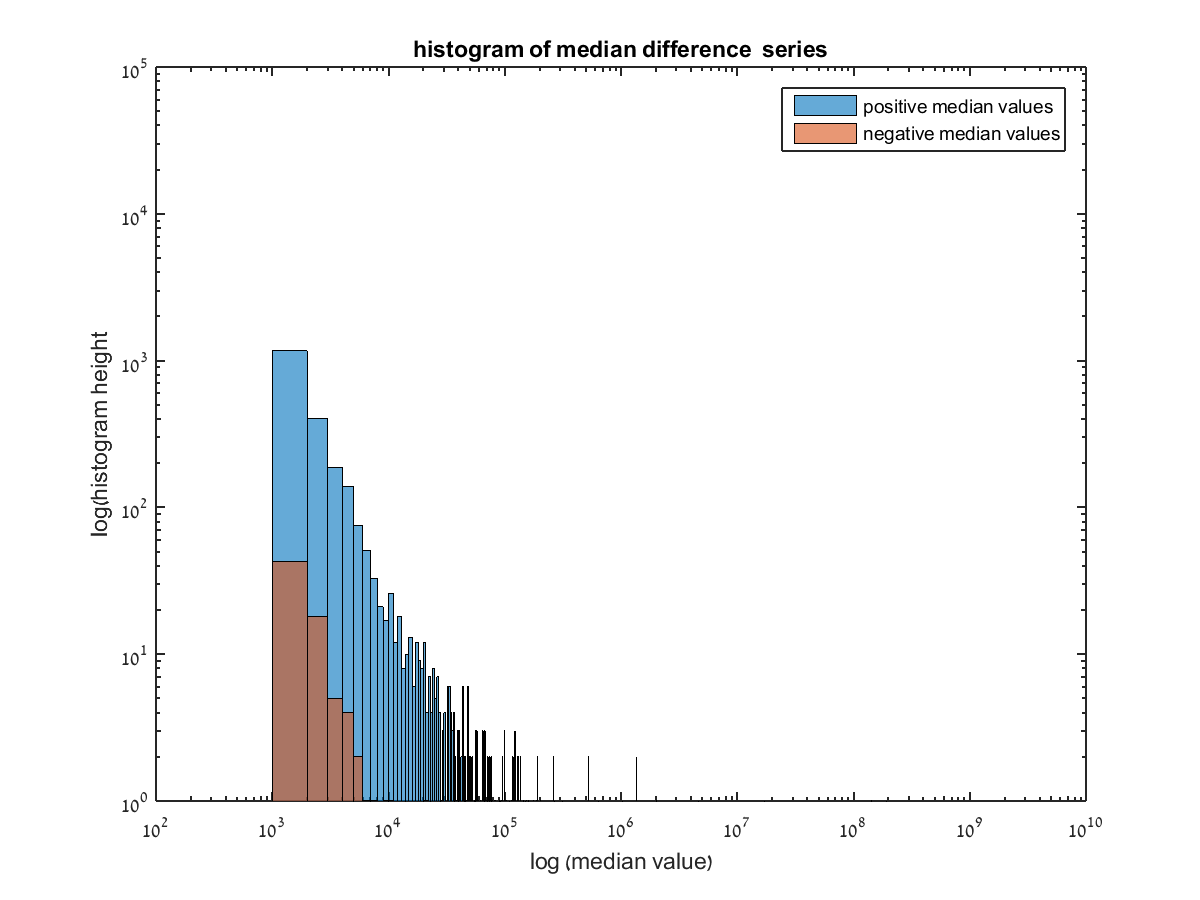 histogram of median difference  series
positive median values
negative median values
log(histogram height
10^5
10^4
10^3
10^2
10^1
10^0
10^2 10^3 10^4 10^5 10^6 10^7 10^8 10^9 10^10
log (median value)